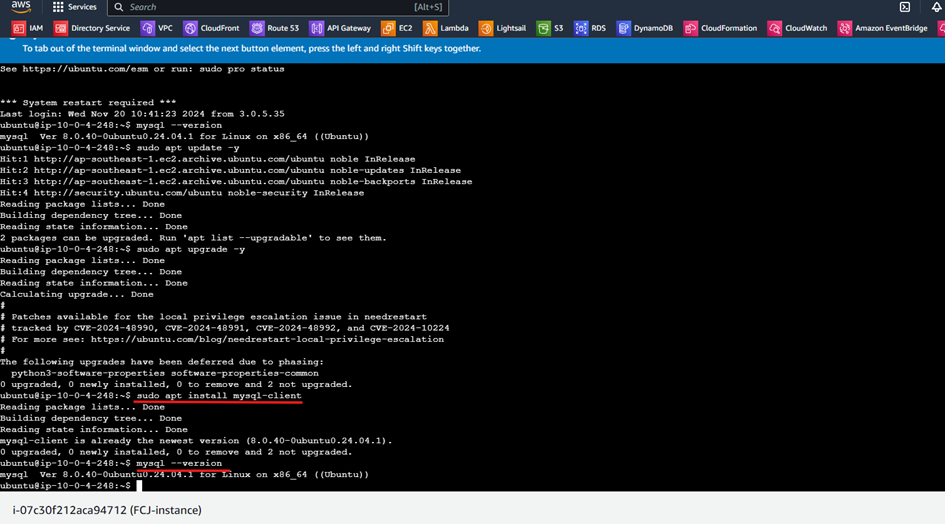 aws
Services
Search
[Alt+S]
IAM
Directory Service
VPC
CloudFront
Route 53
API Gateway
EC2
Lambda
Lightsail
S3
RDS
DynamoDB
CloudFormation
CloudWatch
Amazon EventBridge
To tab out of the terminal window and select the next button element, press the left and right Shift keys together.
See https://ubuntu.com/esm or run: sudo pro status
*** System restart required ***
Last login: Wed Nov 20 10:41:23 2024 from 3.0.5.35
ubuntu@ip-10-0-4-248:~$ mysql --version
mysql  Ver 8.0.40-0ubuntu0.24.04.1 for Linux on x86_64 ((Ubuntu))
ubuntu@ip-10-0-4-248:~$ sudo apt update -y
Hit:1 http://ap-southeast-1.ec2.archive.ubuntu.com/ubuntu noble InRelease
Hit:2 http://ap-southeast-1.ec2.archive.ubuntu.com/ubuntu noble-updates InRelease
Hit:3 http://ap-southeast-1.ec2.archive.ubuntu.com/ubuntu noble-backports InRelease
Hit:4 http://security.ubuntu.com/ubuntu noble-security InRelease
Reading package lists... Done
Building dependency tree... Done
Reading state information... Done
2 packages can be upgraded. Run 'apt list --upgradable' to see them.
ubuntu@ip-10-0-4-248:~$ sudo apt upgrade -y
Reading package lists... Done
Building dependency tree... Done
Reading state information... Done
Calculating upgrade... Done
#
# Patches available for the local privilege escalation issue in needrestart
# tracked by CVE-2024-48990, CVE-2024-48991, CVE-2024-48992, and CVE-2024-10224
# For more see: https://ubuntu.com/blog/needrestart-local-privilege-escalation
#
The following upgrades have been deferred due to phasing:
  python3-software-properties software-properties-common
0 upgraded, 0 newly installed, 0 to remove and 2 not upgraded.
ubuntu@ip-10-0-4-248:~$ sudo apt install mysql-client
Reading package lists... Done
Building dependency tree... Done
Reading state information... Done
mysql-client is already the newest version (8.0.40-0ubuntu0.24.04.1).
0 upgraded, 0 newly installed, 0 to remove and 2 not upgraded.
ubuntu@ip-10-0-4-248:~$ mysql --version
mysql  Ver 8.0.40-0ubuntu0.24.04.1 for Linux on x86_64 ((Ubuntu))
ubuntu@ip-10-0-4-248:~$
i-07c30f212aca94712 (FCJ-instance)